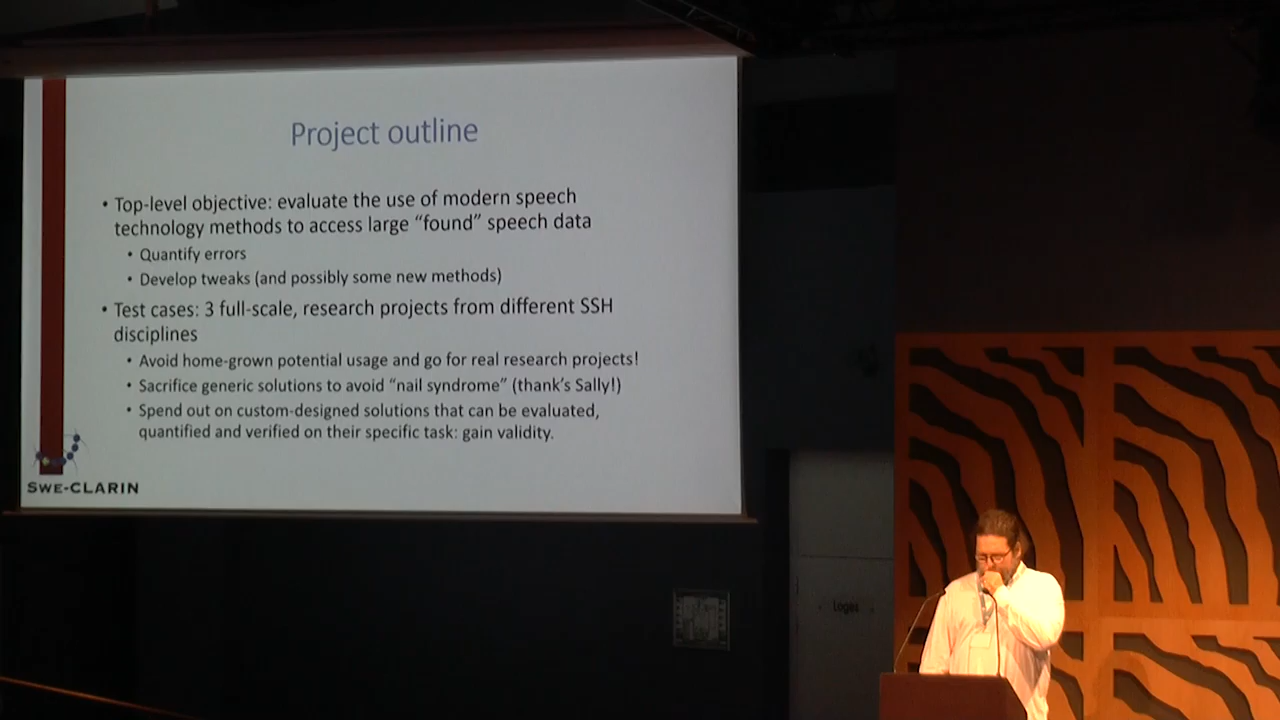 Project outline
• Top-level objective: evaluate the use of modern speech
technology methods to access large “found” speech data
• Quantify errors
• Develop tweaks (and possibly some new methods)
• Test cases: 3 full-scale, research projects from different SSH
disciplines
• Avoid home-grown potential usage and go for real research projects!
• Sacrifice generic solutions to avoid “nail syndrome” (thank’s Sally!)
• Spend out on custom-designed solutions that can be evaluated,
quantified and verified on their specific task: gain validity.
SWE-CLARIN
Loges